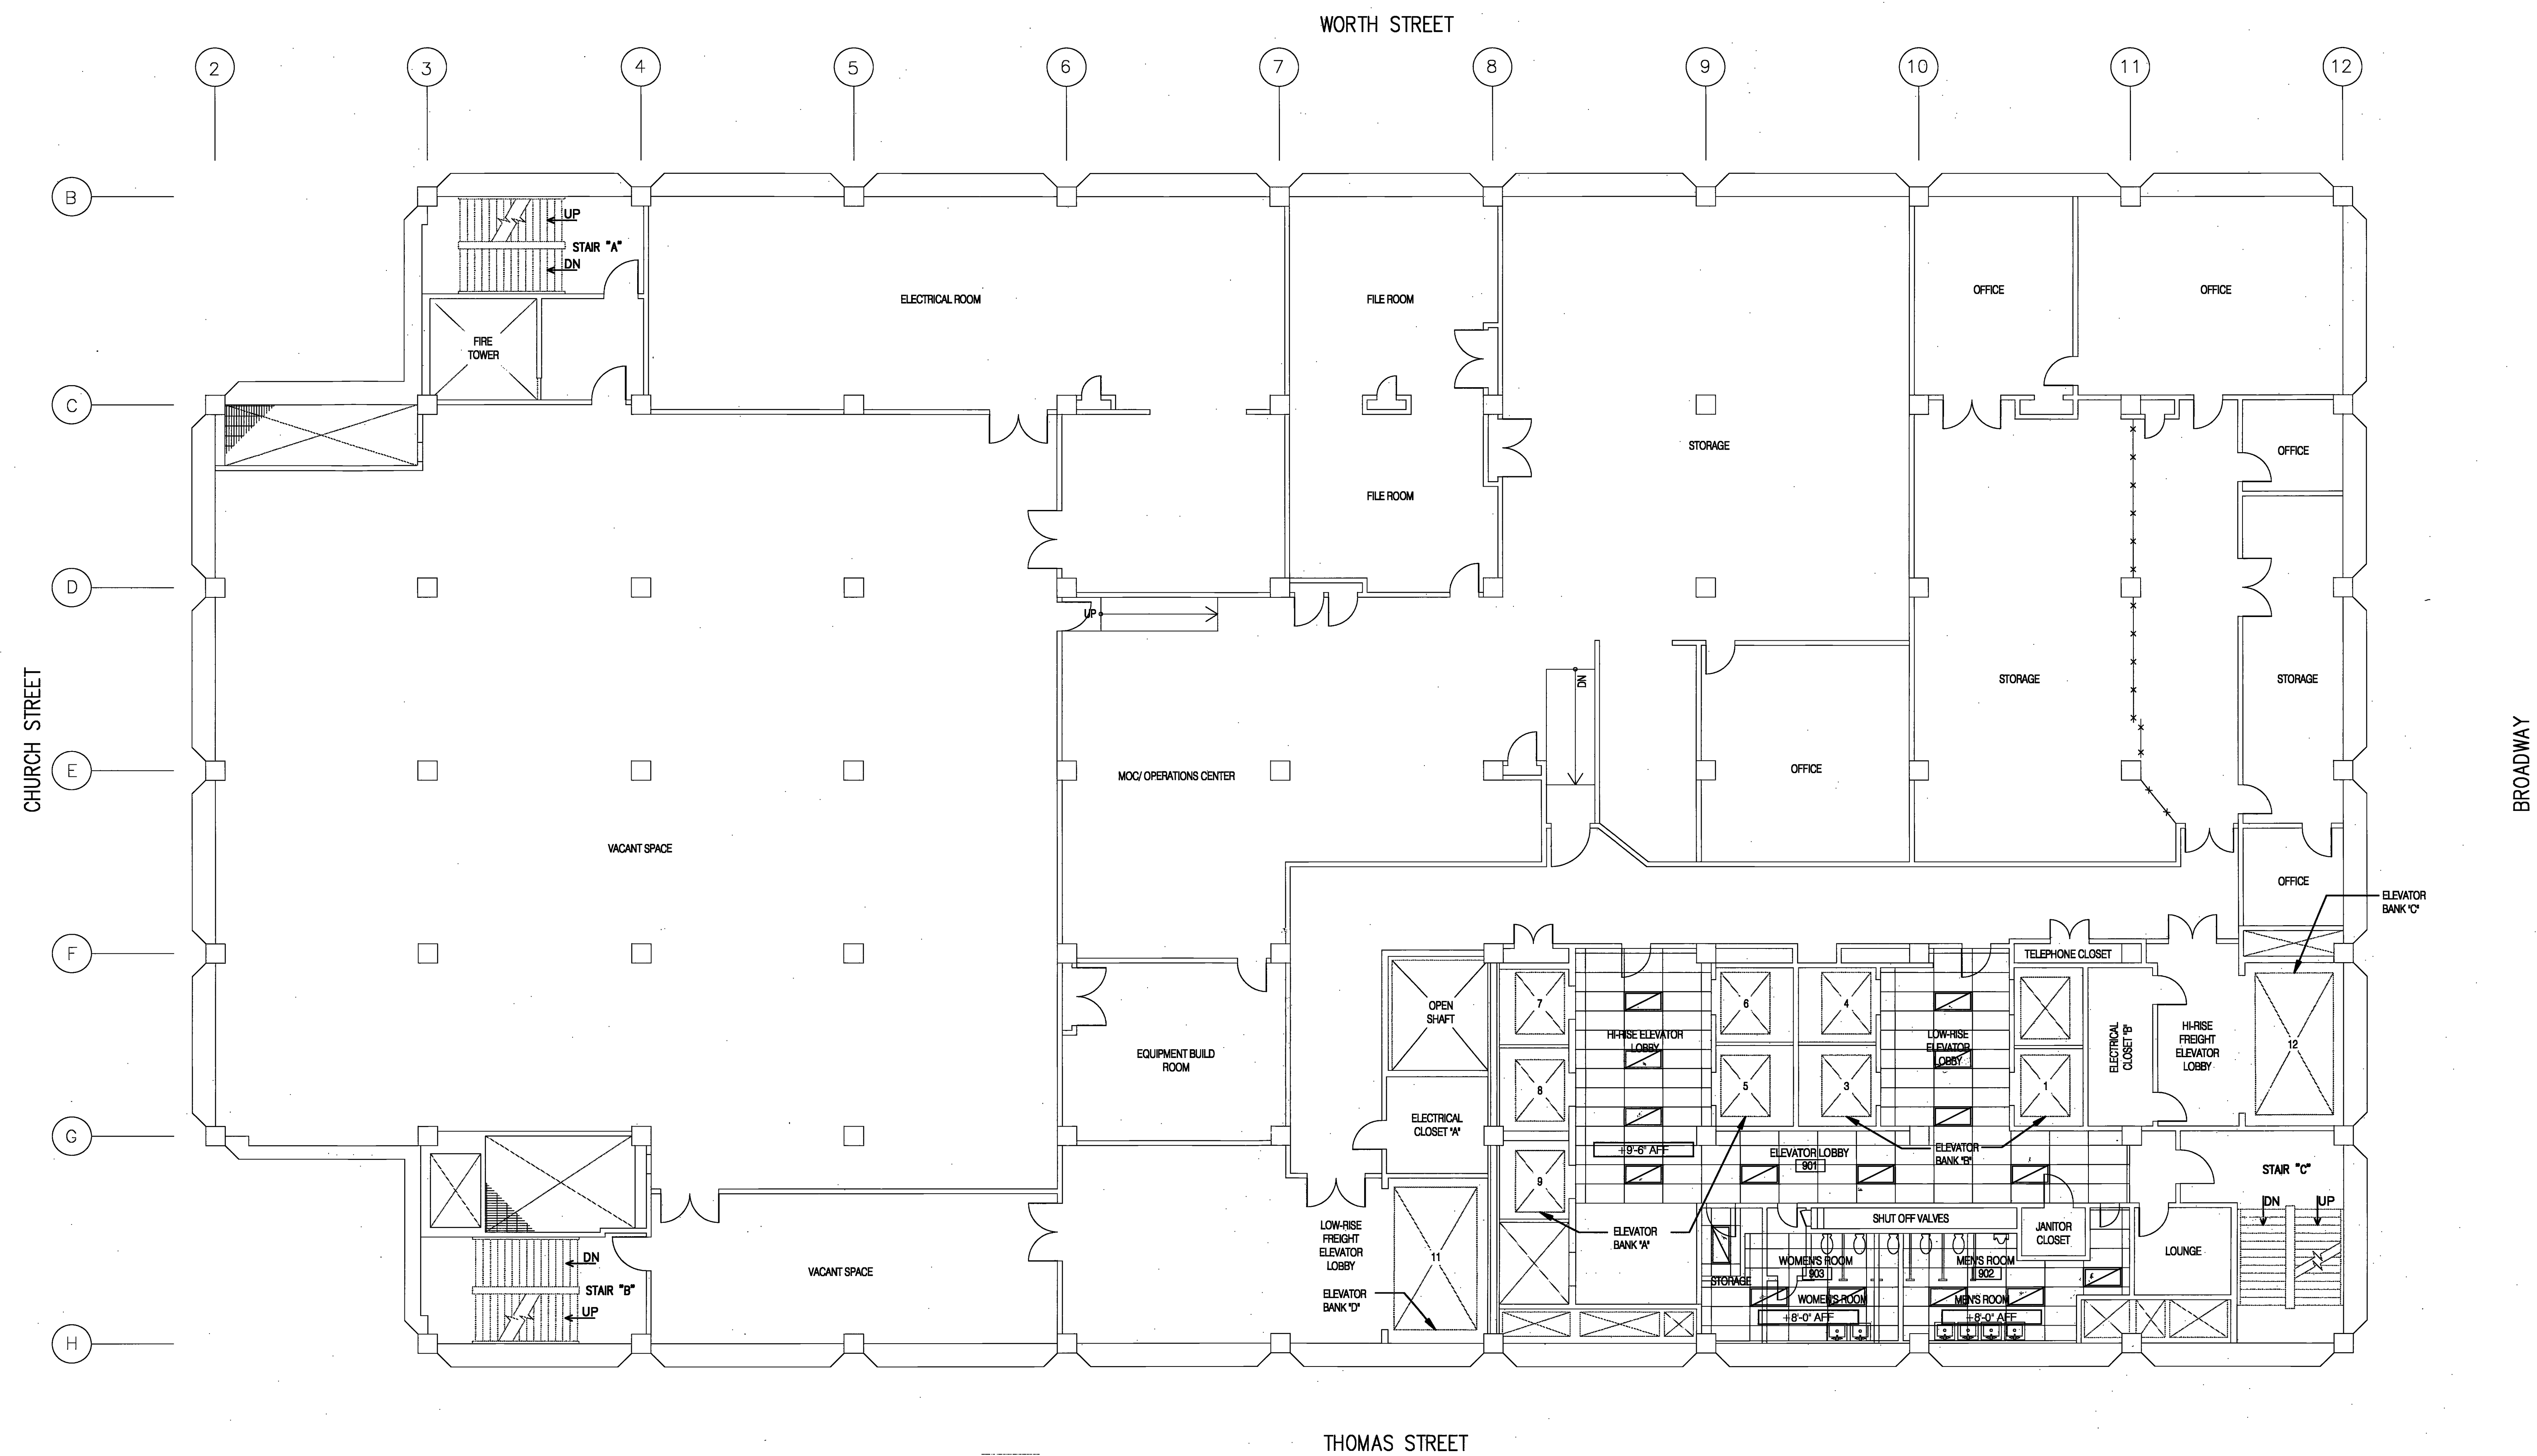 WORTH STREET
2 3 4 5 6 7 8 9 10 11 12
B
C
D
E
F
G
H
CHURCH STREET
BROADWAY
THOMAS STREET
UP
STAIR "A"
DN
FIRE
TOWER
ELECTRICAL ROOM
FILE ROOM
FILE ROOM
STORAGE
OFFICE
OFFICE
OFFICE
STORAGE
STORAGE
OFFICE
OFFICE
UP
DN
MOC/ OPERATIONS CENTER
VACANT SPACE
ELEVATOR
BANK "C"
TELEPHONE CLOSET
OPEN
SHAFT
EQUIPMENT BUILD
ROOM
ELECTRICAL
CLOSET "A"
7
8
9
HI-RISE ELEVATOR
LOBBY
6
5
4
3
LOW-RISE
ELEVATOR
LOBBY
1
ELECTRICAL
CLOSET "B"
HI-RISE
FREIGHT
ELEVATOR
LOBBY
12
+9'-6" AFF
ELEVATOR LOBBY
901
ELEVATOR
BANK "B"
STAIR "C"
DN
UP
SHUT OFF VALVES
JANITOR
CLOSET
LOUNGE
ELEVATOR
BANK "A"
WOMEN'S ROOM
903
MEN'S ROOM
902
STORAGE
WOMEN'S ROOM
+8'-0" AFF
MEN'S ROOM
+8'-0" AFF
LOW-RISE
FREIGHT
ELEVATOR
LOBBY
11
ELEVATOR
BANK "D"
VACANT SPACE
DN
STAIR "B"
UP